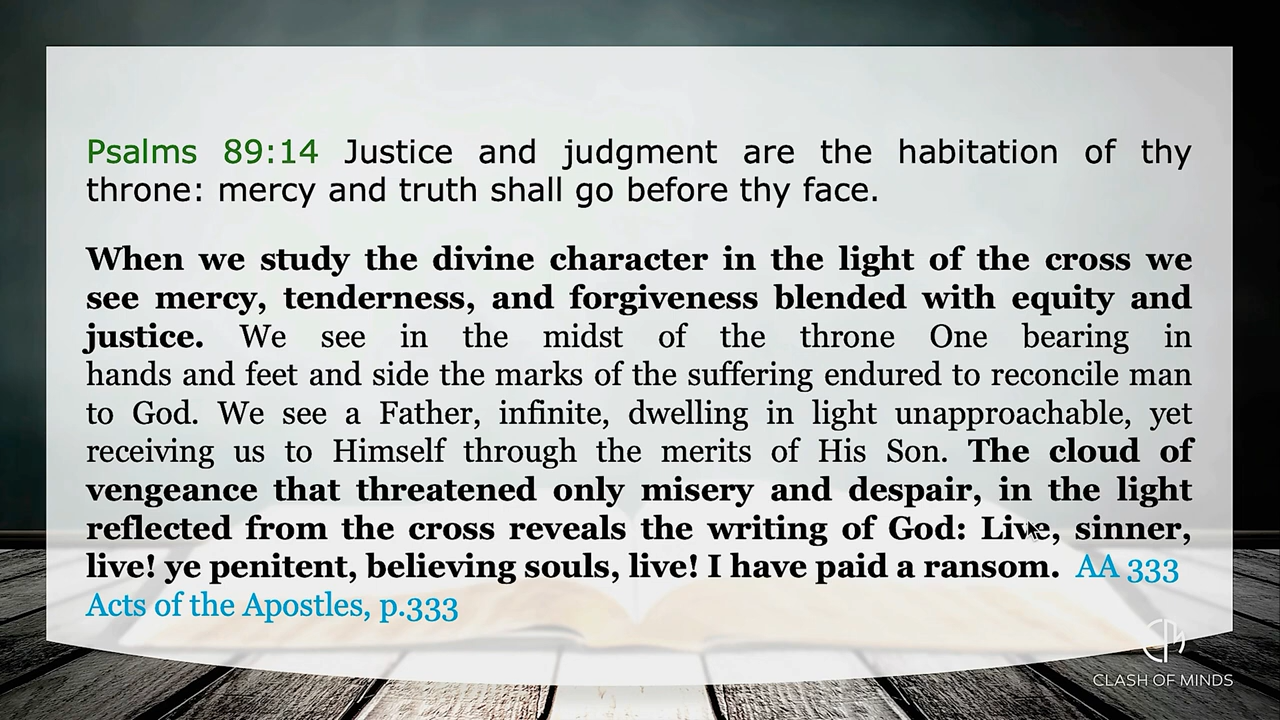 Psalms 89:14 Justice and judgment are the habitation of thy
throne: mercy and truth shall go before thy face.
When we study the divine character in the light of the cross we
see mercy, tenderness, and forgiveness blended with equity and
justice. We see in the midst of the throne One bearing in
hands and feet and side the marks of the suffering endured to reconcile man
to God. We see a Father, infinite, dwelling in light unapproachable, yet
receiving us to Himself through the merits of His Son. The cloud of
vengeance that threatened only misery and despair, in the light
reflected from the cross reveals the writing of God: Live, sinner,
live! ye penitent, believing souls, live! I have paid a ransom. AA 333
Acts of the Apostles, p.333
CLASH OF MINDS